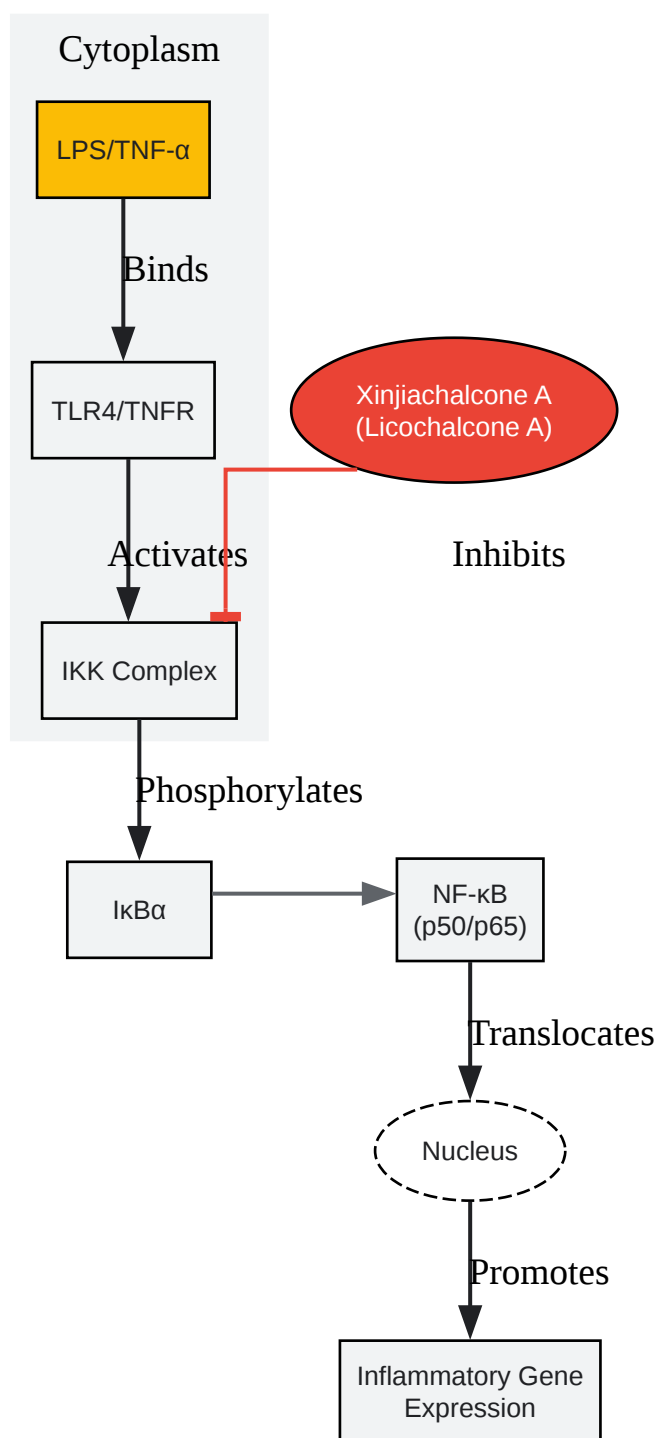 Cytoplasm
LPS/TNF-α
Binds
TLR4/TNFR
Xinjiachalcone A
(Licochalcone A)
Activates
Inhibits
IKK Complex
Phosphorylates
IκBα
NF-κB
(p50/p65)
Translocates
Nucleus
Promotes
Inflammatory Gene
Expression